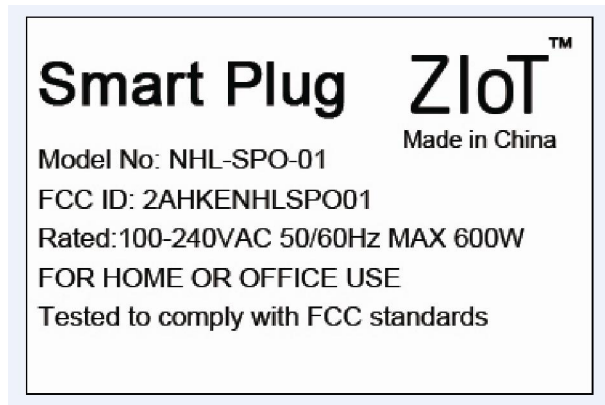 Smart Plug ZIoT™
Made in China
Model No: NHL-SPO-01
FCC ID: 2AHKENHLSPO01
Rated:100-240VAC 50/60Hz MAX 600W
FOR HOME OR OFFICE USE
Tested to comply with FCC standards